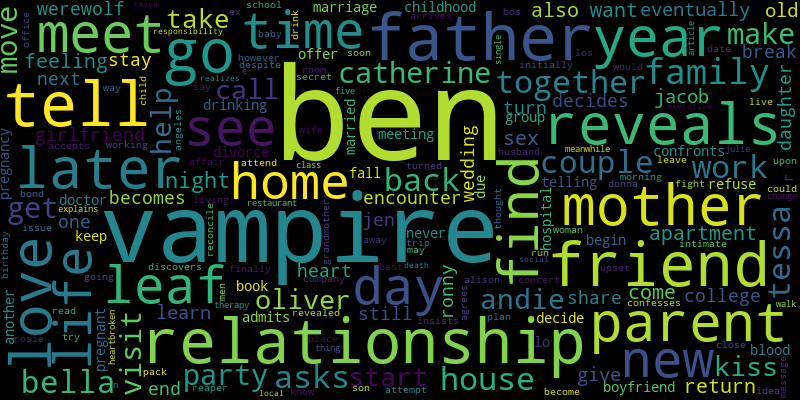 werewolf
childhood
want eventually
old
move
meet
take
time
father
year
make
feeling stay
go
call
catherine
together
family
break
next
drinking
tell
help
see
ben
reveals
decides
jacob
daughter
girlfriend
divorce
married
meeting
turn
group
sex
confronts
later
night
home
wedding
due
couple
work
pregnancy
doctor
becomes
back
fall
encounter
find
telling
refuse
get
one
keep
vampire
jen
never
hospital
mother
apartment
tessa
love
life
leaf
heart
day
friend
begin
another
discovers
book
oliver
still
ronny
andie
share
come
college
visit
learn
admits
relationship
parent
decide
new
kiss
blood
pregnant
party
asks
start
house
give
boyfriend
return
bella
end
marriage
school
offer
secret
affair
attend
class
restaurant
reconcile
grandmother
living
accepts
working
responsibility
angeles
los
tanya
office
child
baby
ex
despite
however
realizes
room
five
wife
initially
single
article
date
live
julie
meanwhile
leave
upon
morning
fight
could
change
donna
husband
woman
thought
intimate
upset
run
social
concert
alison
agrees
insists
plan
confesses
close
walk
idea
message
become
attempt
son
know
local
reaper
pack
therapy
revealed
company
place
thing
death
best
trip
may
away
men
finally
going
heartbroken
rosie
read
try
issue
birthday
bond
explains
arrives
soon
drink
say
way
turned
also